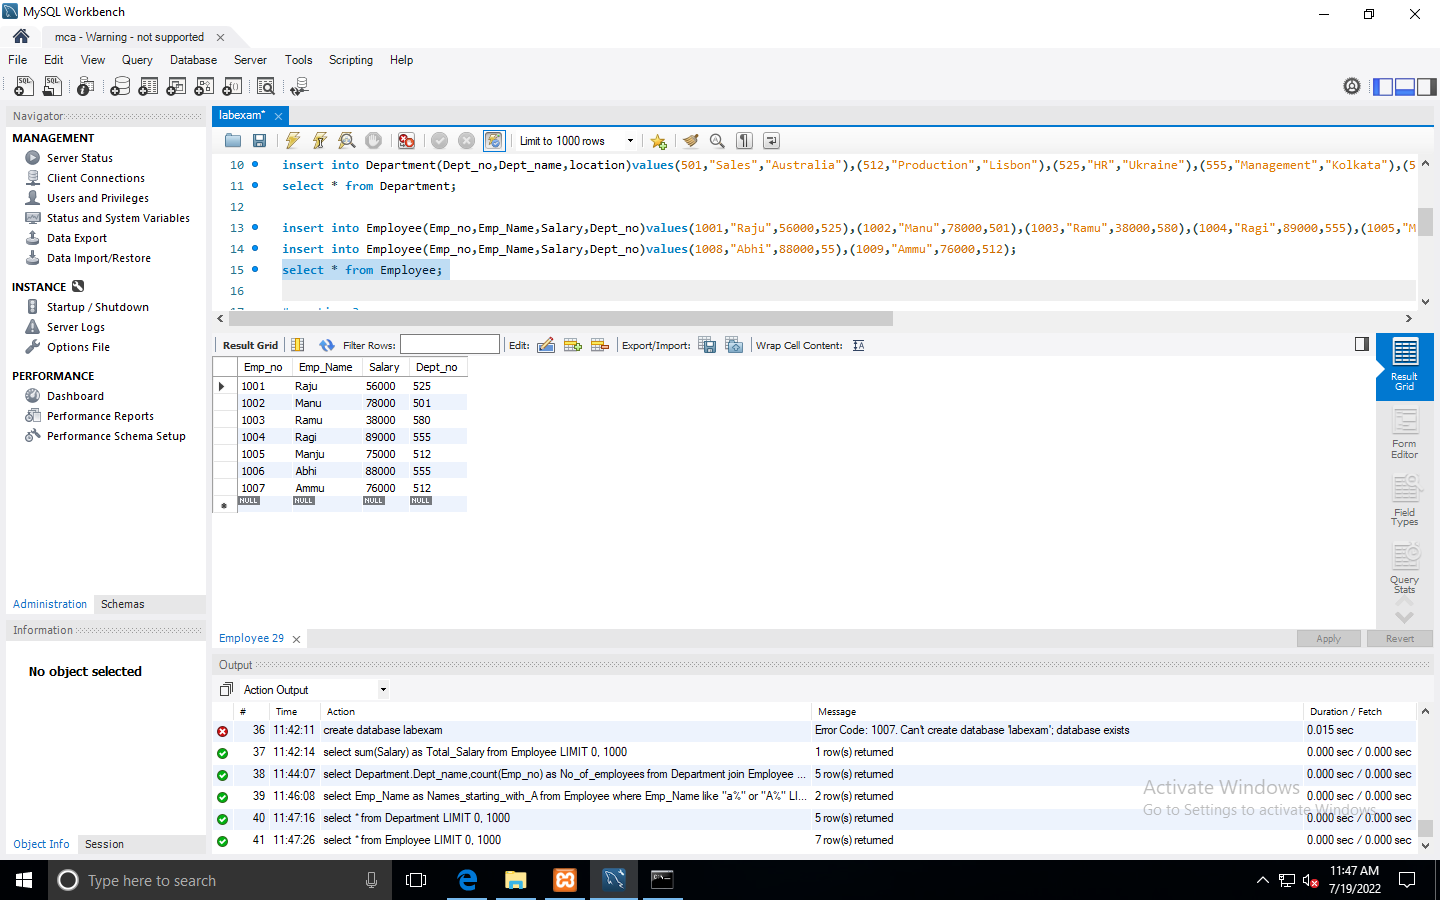 MySQL Workbench
mca - Warning - not supported
File Edit View Query Database Server Tools Scripting Help
Navigator
MANAGEMENT
Server Status
Client Connections
Users and Privileges
Status and System Variables
Data Export
Data Import/Restore
INSTANCE
Startup / Shutdown
Server Logs
Options File
PERFORMANCE
Dashboard
Performance Reports
Performance Schema Setup
Administration Schemas
Information
No object selected
Object Info Session
labexam*
Limit to 1000 rows
10 insert into Department(Dept_no,Dept_name,location)values(501,"Sales","Australia"),(512,"Production","Lisbon"),(525,"HR","Ukraine"),(555,"Management","Kolkata"),(5
11 select * from Department;
12
13 insert into Employee(Emp_no,Emp_Name,Salary,Dept_no)values(1001,"Raju",56000,525),(1002,"Manu",78000,501),(1003,"Ramu",38000,580),(1004,"Ragi",89000,555),(1005,"M
14 insert into Employee(Emp_no,Emp_Name,Salary,Dept_no)values(1008,"Abhi",88000,55),(1009,"Ammu",76000,512);
15 select * from Employee;
16
Result Grid Filter Rows: Edit: Export/Import: Wrap Cell Content:
Emp_no Emp_Name Salary Dept_no
1001 Raju 56000 525
1002 Manu 78000 501
1003 Ramu 38000 580
1004 Ragi 89000 555
1005 Manju 75000 512
1006 Abhi 88000 555
1007 Ammu 76000 512
NULL NULL NULL NULL
Result
Grid
Form
Editor
Field
Types
Query
Stats
Employee 29
Apply Revert
Output
Action Output
# Time Action Message Duration / Fetch
36 11:42:11 create database labexam Error Code: 1007. Can't create database 'labexam'; database exists 0.015 sec
37 11:42:14 select sum(Salary) as Total_Salary from Employee LIMIT 0, 1000 1 row(s) returned 0.000 sec / 0.000 sec
38 11:44:07 select Department.Dept_name,count(Emp_no) as No_of_employees from Department join Employee ... 5 row(s) returned 0.000 sec / 0.000 sec
39 11:46:08 select Emp_Name as Names_starting_with_A from Employee where Emp_Name like "a%" or "A%" LI... 2 row(s) returned 0.000 sec / 0.000 sec
40 11:47:16 select * from Department LIMIT 0, 1000 5 row(s) returned 0.000 sec / 0.000 sec
41 11:47:26 select * from Employee LIMIT 0, 1000 7 row(s) returned 0.000 sec / 0.000 sec
Activate Windows
Go to Settings to activate Windows.
Type here to search
11:47 AM
7/19/2022